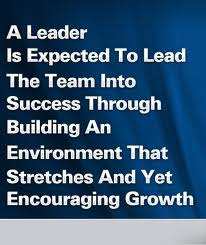 A Leader
Is Expected To Lead
The Team Into
Success Through
Building An
Environment That
Stretches And Yet
Encouraging Growth